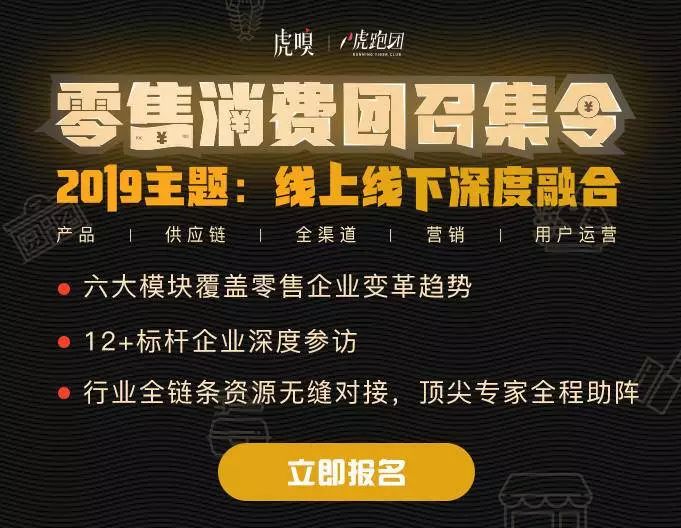 虎嗅 | 虎跑团
RUNNING TIGER CLUB
零售消费团召集令
2019主题：线上线下深度融合
产品 | 供应链 | 全渠道 | 营销 | 用户运营
六大模块覆盖零售企业变革趋势
12+标杆企业深度参访
行业全链条资源无缝对接，顶尖专家全程助阵
立即报名